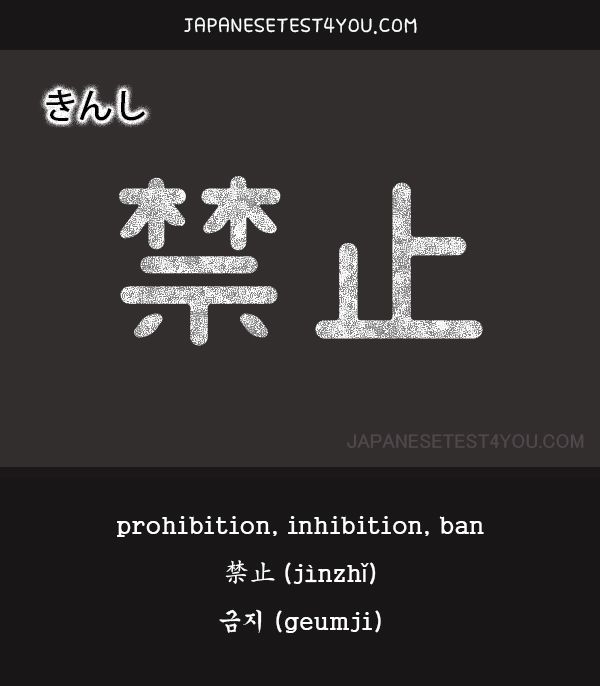 JAPANESETEST4YOU.COM
きんし
禁止
JAPANESETEST4YOU.COM
prohibition, inhibition, ban
禁止 (jìnzhǐ)
금지 (geumji)